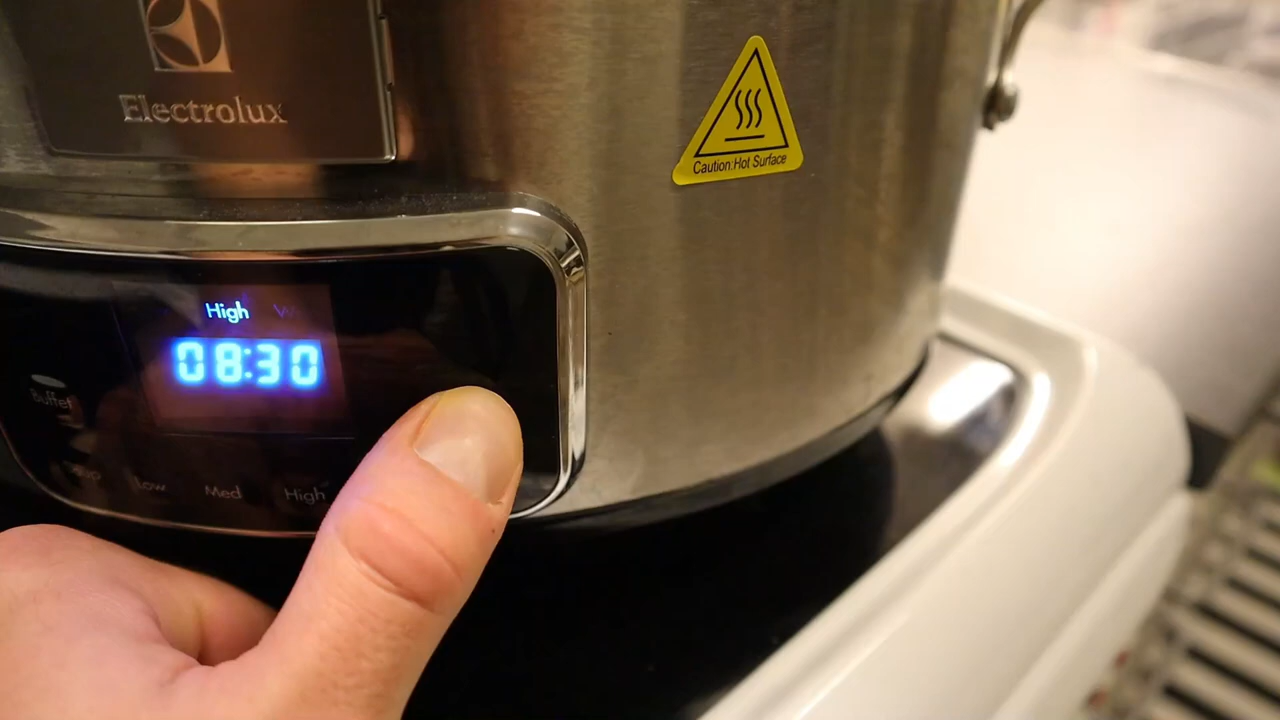 Electrolux
Caution:Hot Surface
High
08:30
Buffet
Low Med High